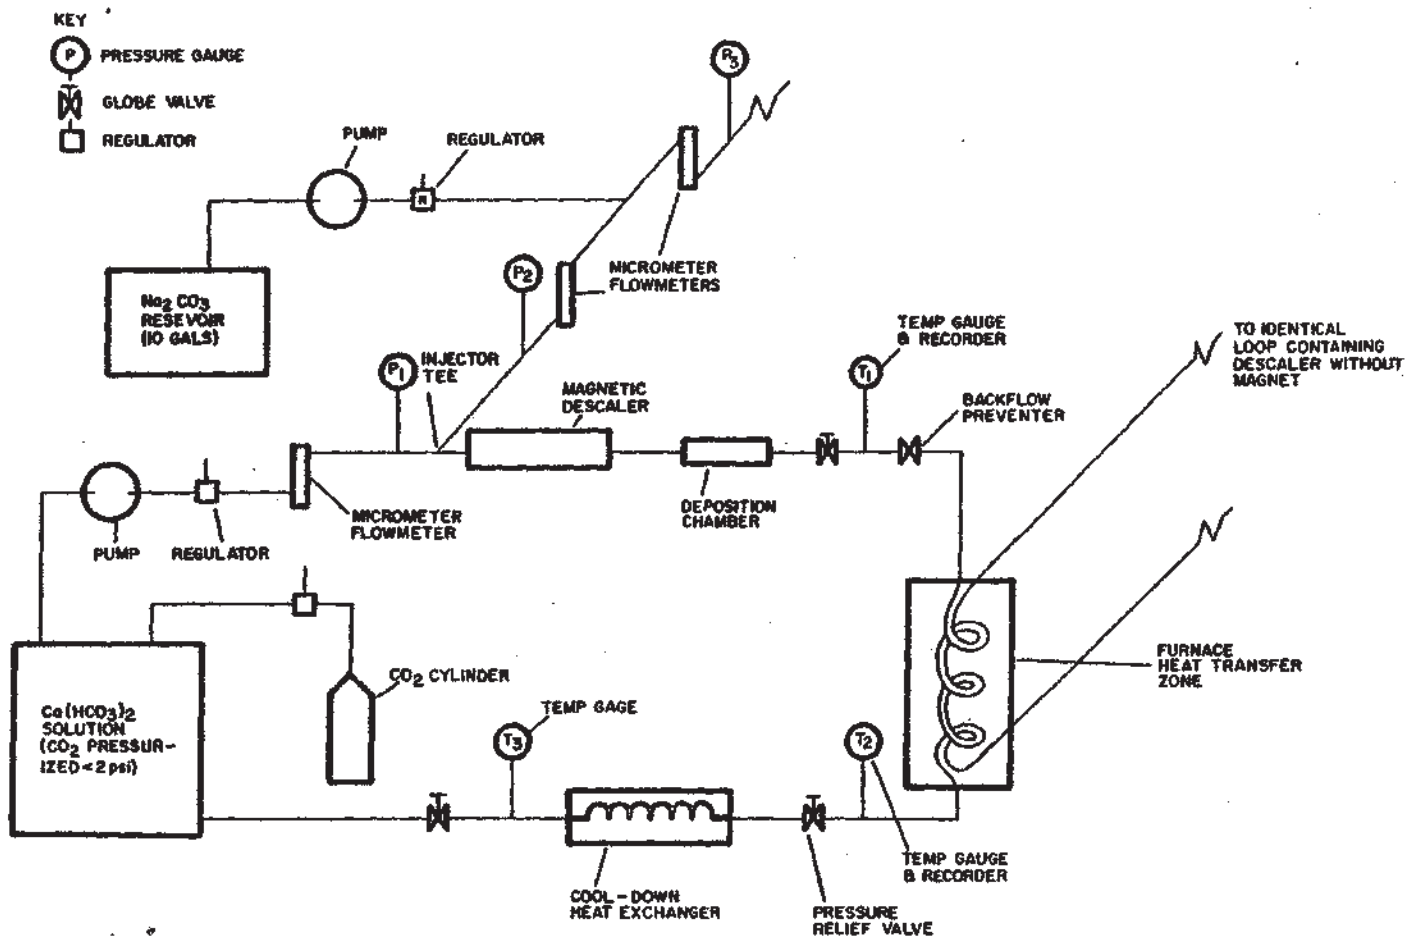 KEY
P
PRESSURE GAUGE
GLOBE VALVE
REGULATOR
P3
PUMP
REGULATOR
R
MICROMETER
FLOWMETERS
Na2 CO3
RESEVOIR
(10 GALS)
P2
P1
INJECTOR
TEE
MAGNETIC
DESCALER
TEMP GAUGE
& RECORDER
T1
BACKFLOW
PREVENTER
TO IDENTICAL
LOOP CONTAINING
DESCALER WITHOUT
MAGNET
PUMP
REGULATOR
MICROMETER
FLOWMETER
DEPOSITION
CHAMBER
CO2 CYLINDER
FURNACE
HEAT TRANSFER
ZONE
Ca(HCO3)2
SOLUTION
(CO2 PRESSUR-
IZED<2psi)
TEMP GAGE
T3
T2
TEMP GAUGE
& RECORDER
COOL-DOWN
HEAT EXCHANGER
PRESSURE
RELIEF VALVE